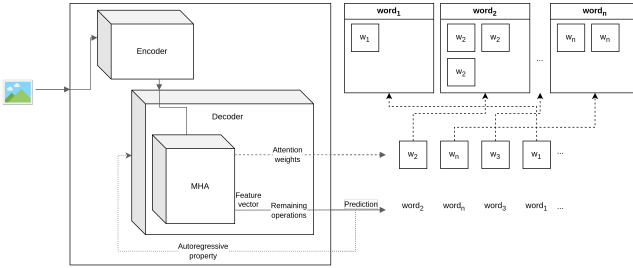 word1 word2 wordn
w1 w2 w2 wn wn
w2
...
Encoder
Decoder
MHA
Attention
weights
w2 wn w3 w1 ...
Feature
vector
Remaining
operations
Prediction
word2 wordn word3 word1 ...
Autoregressive
property